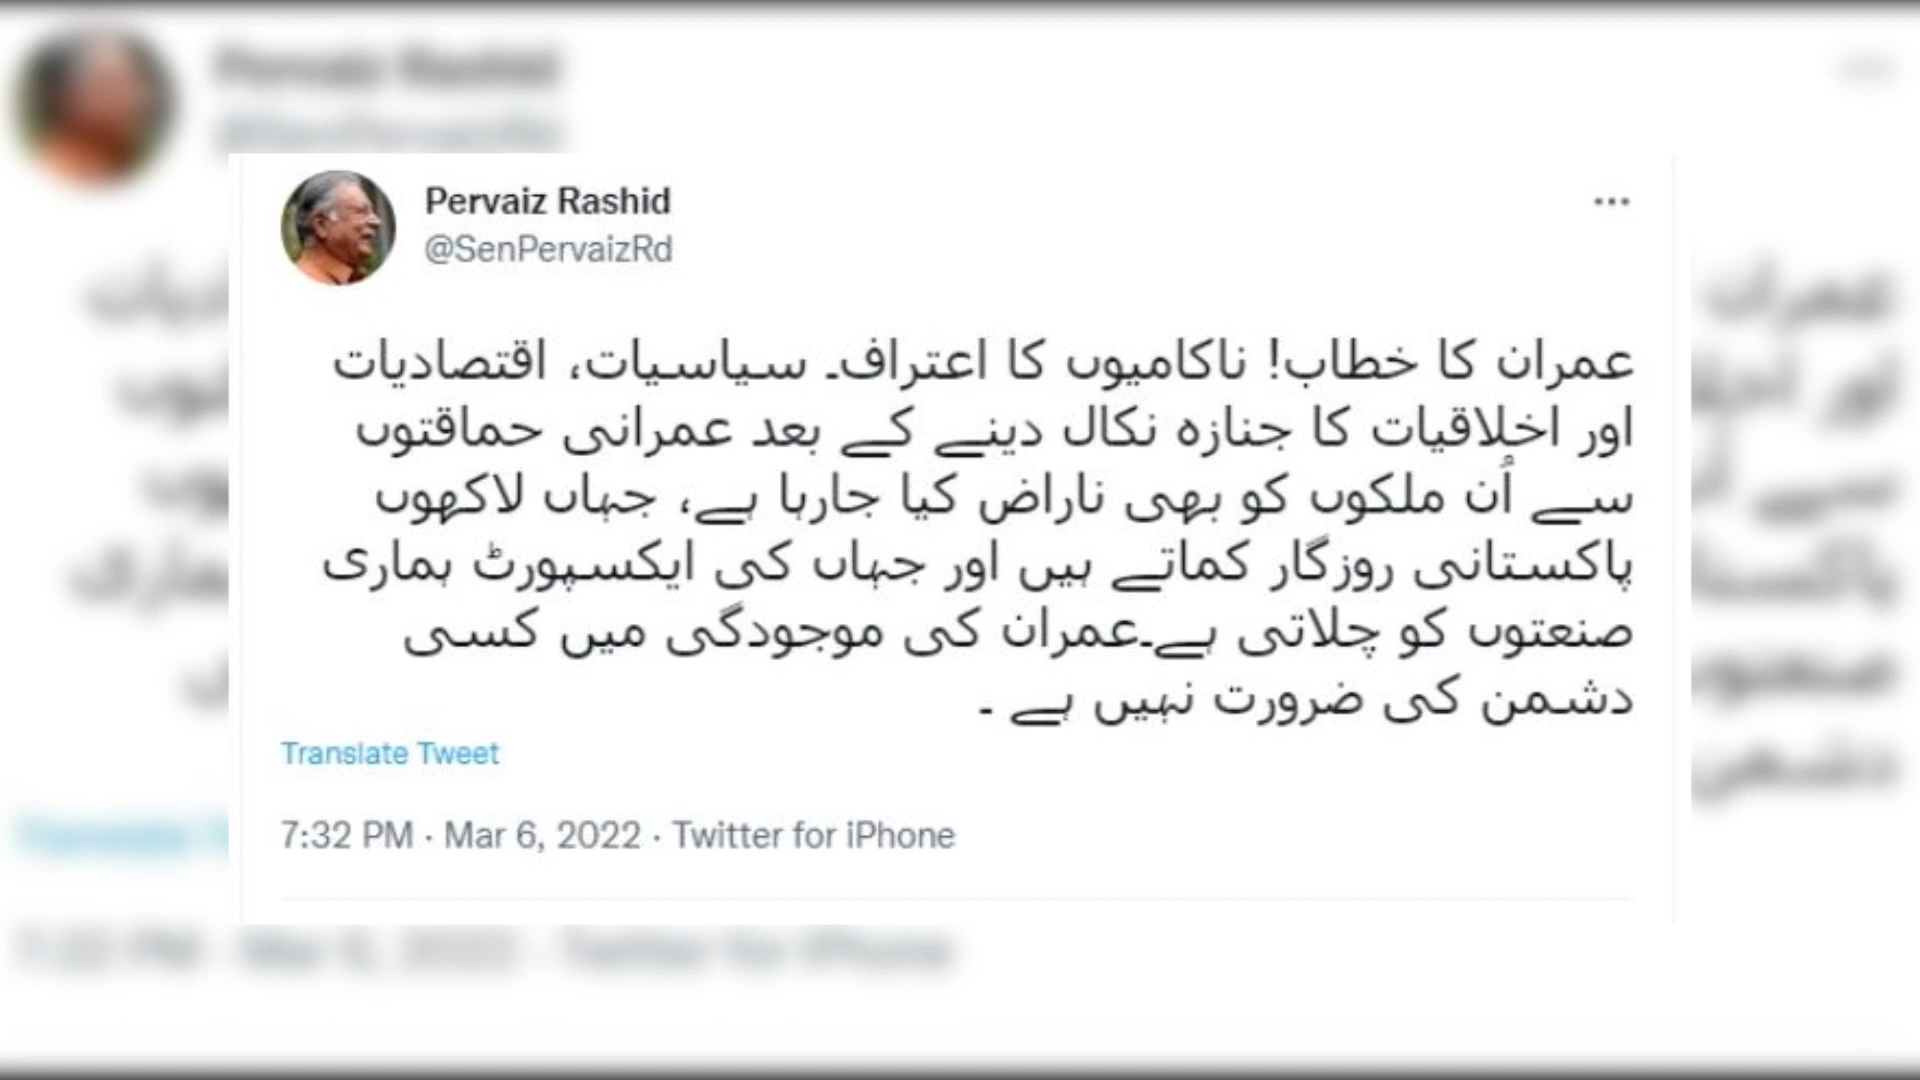 Pervaiz Rashid
@SenPervaizRd
عمران کا خطاب! ناکامیوں کا اعتراف۔ سیاسیات، اقتصادیات
اور اخلاقیات کا جنازہ نکال دینے کے بعد عمرانی حماقتوں
سے اُن ملکوں کو بھی ناراض کیا جارہا ہے، جہاں لاکھوں
پاکستانی روزگار کماتے ہیں اور جہاں کی ایکسپورٹ ہماری
صنعتوں کو چلاتی ہے۔عمران کی موجودگی میں کسی
دشمن کی ضرورت نہیں ہے ۔
Translate Tweet
7:32 PM · Mar 6, 2022 · Twitter for iPhone